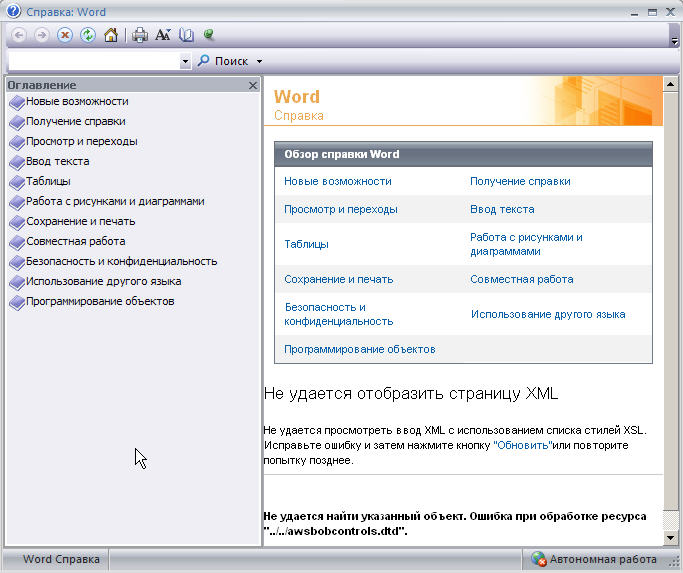 Справка: Word
Поиск
Оглавление
Новые возможности
Получение справки
Просмотр и переходы
Ввод текста
Таблицы
Работа с рисунками и диаграммами
Сохранение и печать
Совместная работа
Безопасность и конфиденциальность
Использование другого языка
Программирование объектов
Word
Справка
Обзор справки Word
Новые возможности
Получение справки
Просмотр и переходы
Ввод текста
Таблицы
Работа с рисунками и
диаграммами
Сохранение и печать
Совместная работа
Безопасность и
конфиденциальность
Использование другого языка
Программирование объектов
Не удается отобразить страницу XML
Не удается просмотреть ввод XML с использованием списка стилей XSL.
Исправьте ошибку и затем нажмите кнопку "Обновить"или повторите
попытку позднее.
Не удается найти указанный объект. Ошибка при обработке ресурса
"../../awsbobcontrols.dtd".
Word Справка
Автономная работа